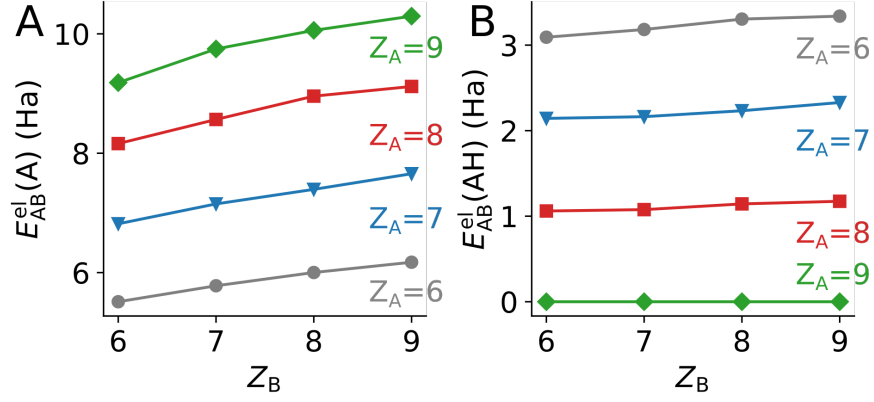 A
E^el_AB(A) (Ha)
10
8
6
Z_A=9
Z_A=8
Z_A=7
Z_A=6
6 7 8 9
Z_B
B
E^el_AB(AH) (Ha)
3
2
1
0
Z_A=6
Z_A=7
Z_A=8
Z_A=9
6 7 8 9
Z_B